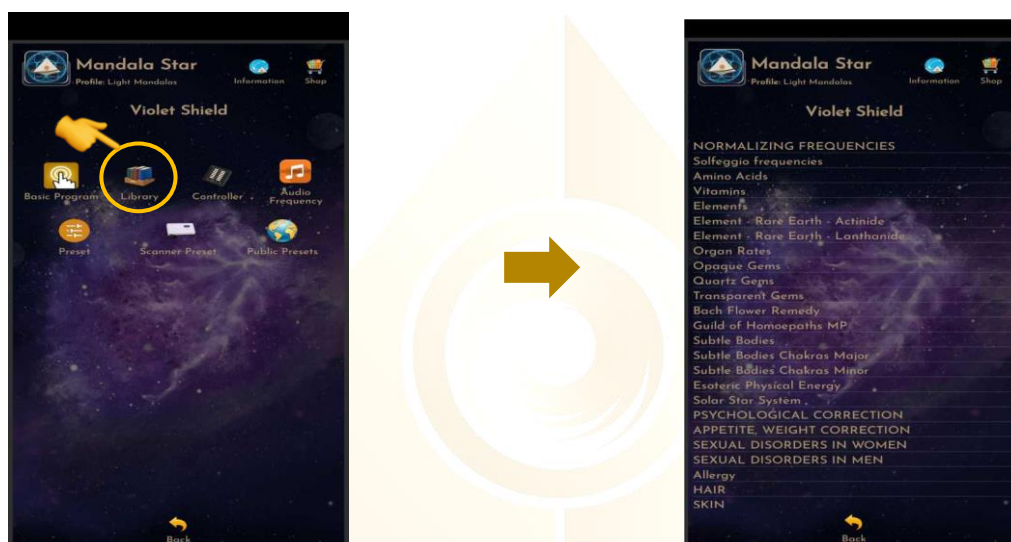 Mandala Star
Profile: Light Mandalas
Information
Shop
Violet Shield
Basic Program
Library
Controller
Audio
Frequency
Preset
Scanner Preset
Public Presets
Back
Mandala Star
Profile: Light Mandalas
Information
Shop
Violet Shield
NORMALIZING FREQUENCIES
Solfeggio frequencies
Amino Acids
Vitamins
Elements
Element - Rare Earth - Actinide
Element - Rare Earth - Lanthanide
Organ Rates
Opaque Gems
Quartz Gems
Transparent Gems
Bach Flower Remedy
Guild of Homoepaths MP
Subtle Bodies
Subtle Bodies Chakras Major
Subtle Bodies Chakras Minor
Esoteric Physical Energy
Solar Star System
PSYCHOLOGICAL CORRECTION
APPETITE, WEIGHT CORRECTION
SEXUAL DISORDERS IN WOMEN
SEXUAL DISORDERS IN MEN
Allergy
HAIR
SKIN
Back